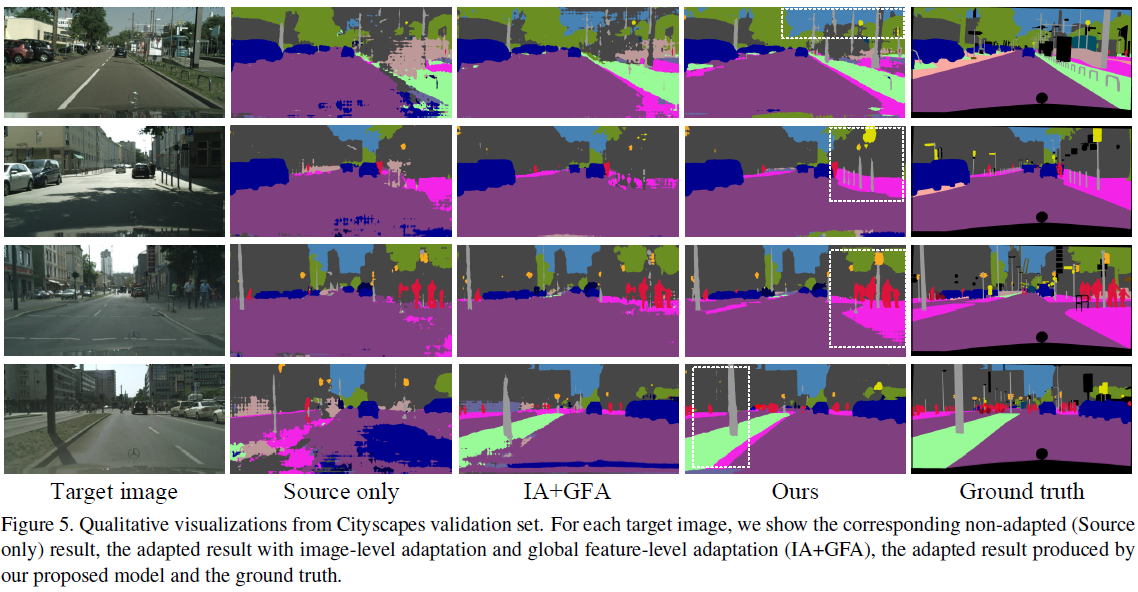 Target image
Source only
IA+GFA
Ours
Ground truth
Figure 5. Qualitative visualizations from Cityscapes validation set. For each target image, we show the corresponding non-adapted (Source
only) result, the adapted result with image-level adaptation and global feature-level adaptation (IA+GFA), the adapted result produced by
our proposed model and the ground truth.